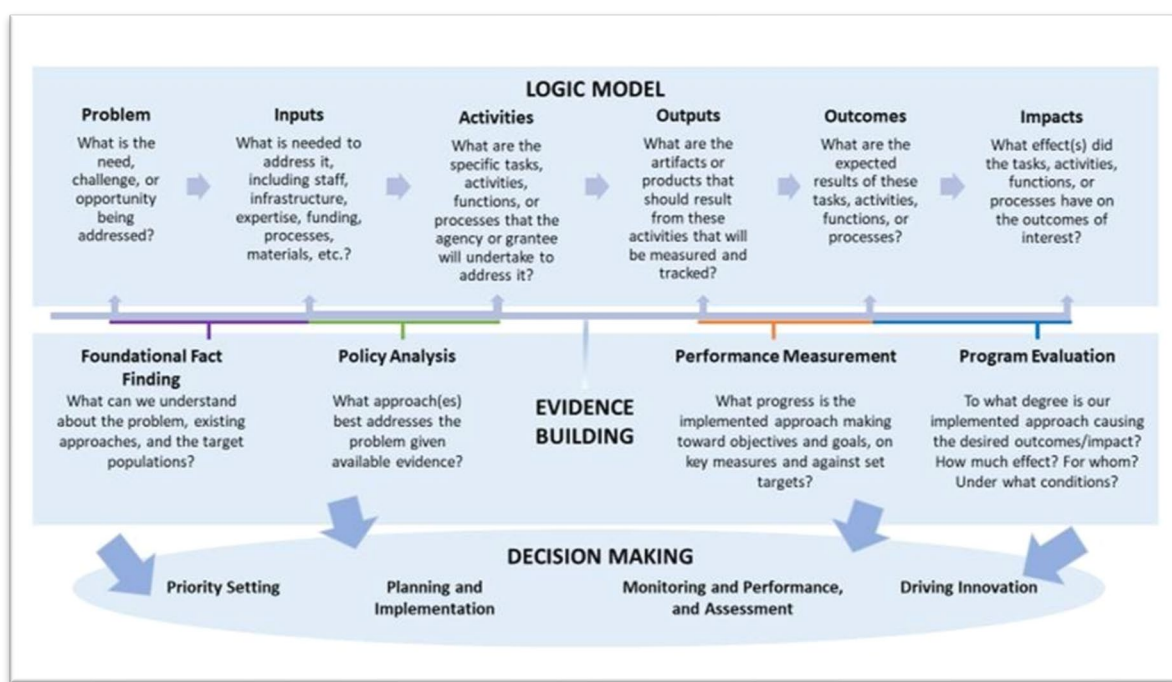 LOGIC MODEL
Problem
What is the
need,
challenge, or
opportunity
being
addressed?
Inputs
What is needed to
address it,
including staff,
infrastructure,
expertise, funding,
processes,
materials, etc.?
Activities
What are the
specific tasks,
activities,
functions, or
processes that the
agency or grantee
will undertake to
address it?
Outputs
What are the
artifacts or
products that
should result
from these
activities that will
be measured and
tracked?
Outcomes
What are the
expected
results of these
tasks, activities,
functions, or
processes?
Impacts
What effect(s) did
the tasks, activities,
functions, or
processes have on
the outcomes of
interest?
Foundational Fact
Finding
What can we understand
about the problem, existing
approaches, and the target
populations?
Policy Analysis
What approach(es)
best addresses the
problem given
available evidence?
EVIDENCE
BUILDING
Performance Measurement
What progress is the
implemented approach making
toward objectives and goals, on
key measures and against set
targets?
Program Evaluation
To what degree is our
implemented approach causing
the desired outcomes/impact?
How much effect? For whom?
Under what conditions?
DECISION MAKING
Priority Setting
Planning and
Implementation
Monitoring and Performance,
and Assessment
Driving Innovation